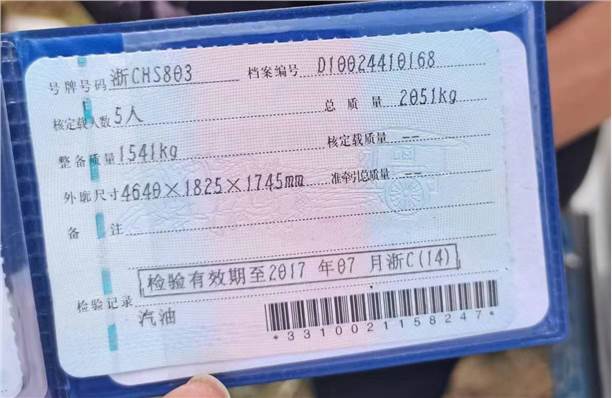 号牌号码 浙CHS803 档案编号 D10024410168
核定载人数 5人 总质量 2051kg
整备质量 1541kg 核定载质量 --
外廓尺寸 4640×1825×1745mm 准牵引总质量 --
备注
检验有效期至2017 年07 月浙C(14)
检验记录
汽油
*3310021158247*